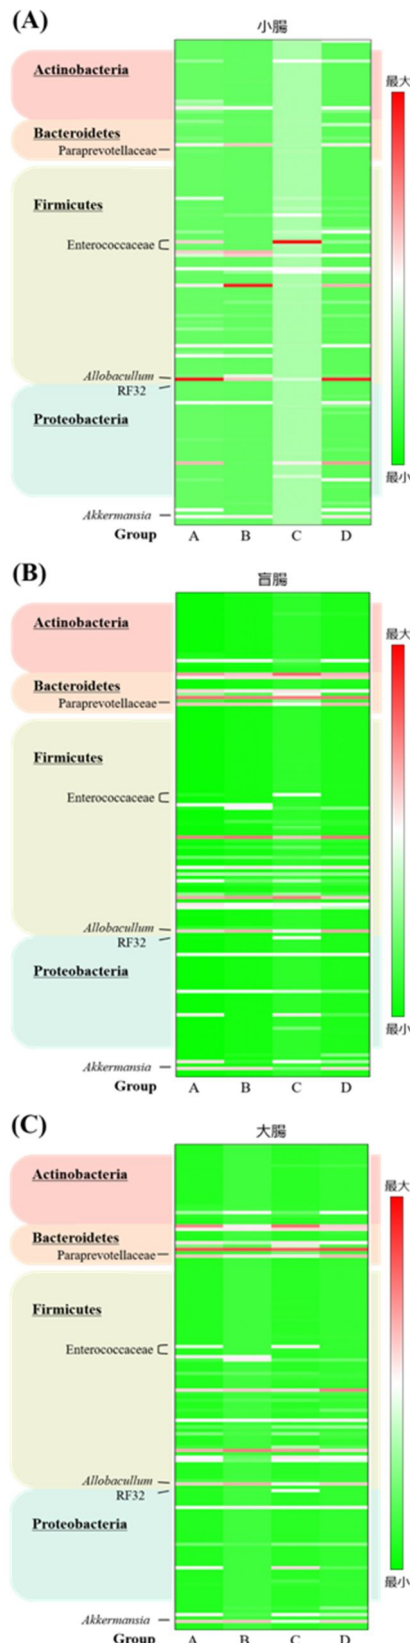 (A)
小腸
Actinobacteria
最大
Bacteroidetes
Paraprevotellaceae
Firmicutes
Enterococcaceae
Allobacullum
RF32
Proteobacteria
最小
Akkermansia
Group A B C D
(B)
盲腸
Actinobacteria
最大
Bacteroidetes
Paraprevotellaceae
Firmicutes
Enterococcaceae
Allobacullum
RF32
Proteobacteria
最小
Akkermansia
Group A B C D
(C)
大腸
Actinobacteria
最大
Bacteroidetes
Paraprevotellaceae
Firmicutes
Enterococcaceae
Allobacullum
RF32
Proteobacteria
最小
Akkermansia
Group A B C D